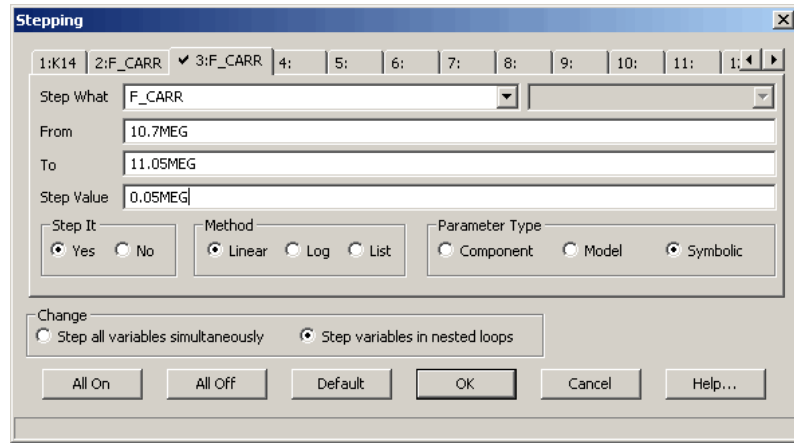 Stepping
1:K14 2:F_CARR 3:F_CARR 4: 5: 6: 7: 8: 9: 10: 11:
Step What F_CARR
From 10.7MEG
To 11.05MEG
Step Value 0.05MEG
Step It Method Parameter Type
Yes No Linear Log List Component Model Symbolic
Change
Step all variables simultaneously Step variables in nested loops
All On All Off Default OK Cancel Help...